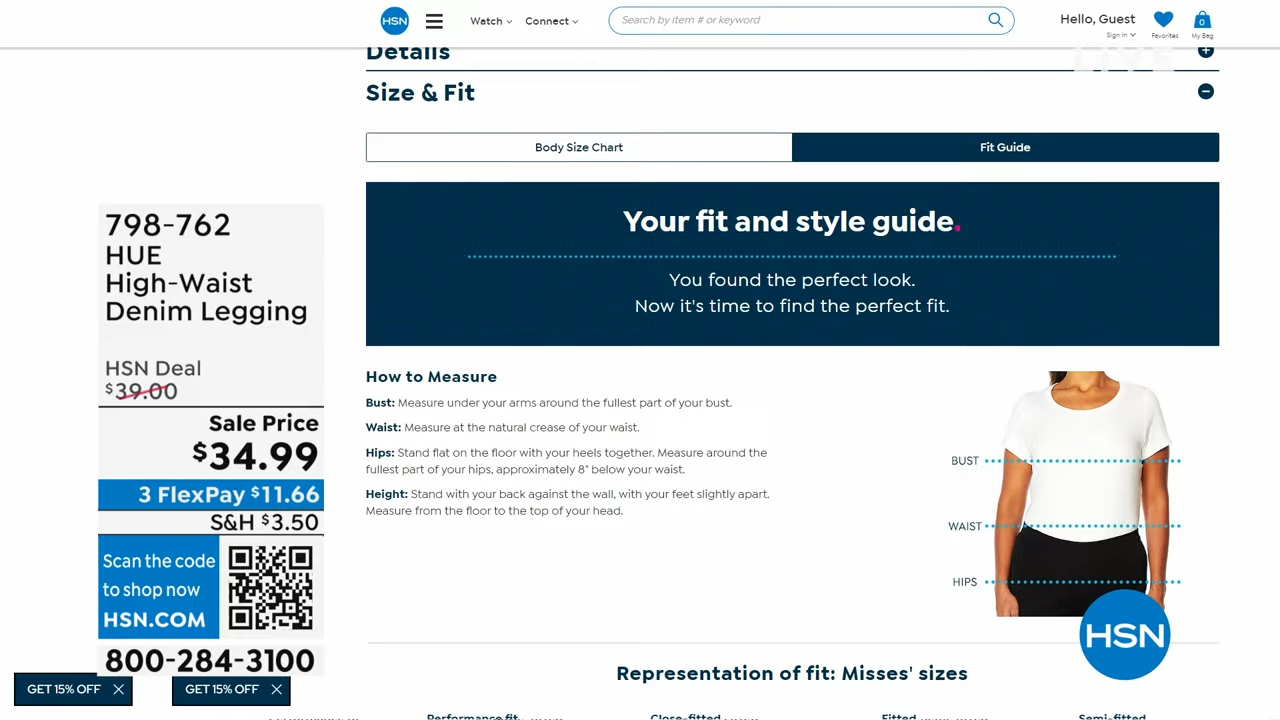 HSN
Watch
Connect
Search by item # or keyword
Hello, Guest
Sign In
Favorites
0
My Bag
LIVE
Details
Size & Fit
Body Size Chart
Fit Guide
Your fit and style guide.
You found the perfect look.
Now it's time to find the perfect fit.
798-762
HUE
High-Waist
Denim Legging
HSN Deal
$39.00
Sale Price
$34.99
3 FlexPay $11.66
S&H $3.50
Scan the code
to shop now
HSN.COM
800-284-3100
GET 15% OFF
GET 15% OFF
How to Measure
Bust: Measure under your arms around the fullest part of your bust.
Waist: Measure at the natural crease of your waist.
Hips: Stand flat on the floor with your heels together. Measure around the
fullest part of your hips, approximately 8" below your waist.
Height: Stand with your back against the wall, with your feet slightly apart.
Measure from the floor to the top of your head.
BUST
WAIST
HIPS
HSN
Representation of fit: Misses' sizes
Performance fit
Close-fitted
Fitted
Semi-fitted